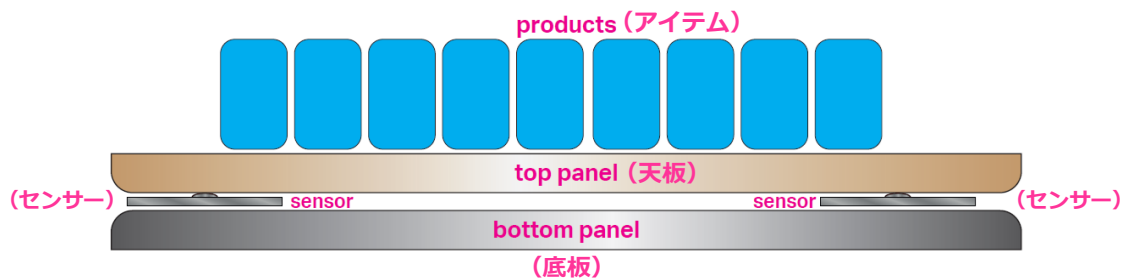 products（アイテム）
top panel（天板）
（センサー） sensor sensor （センサー）
bottom panel
（底板）